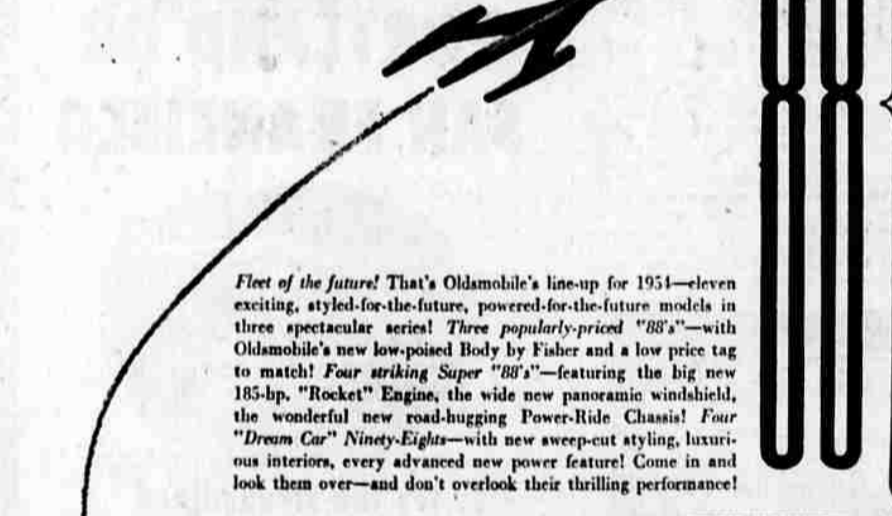 88
Fleet of the future! That's Oldsmobile's line-up for 1954—eleven
exciting, styled-for-the-future, powered-for-the-future models in
three spectacular series! Three popularly-priced "88's"—with
Oldsmobile's new low-poised Body by Fisher and a low price tag
to match! Four striking Super "88's"—featuring the big new
185-hp. "Rocket" Engine, the wide new panoramic windshield,
the wonderful new road-hugging Power-Ride Chassis! Four
"Dream Car" Ninety-Eights—with new sweep-cut styling, luxuri-
ous interiors, every advanced new power feature! Come in and
look them over—and don't overlook their thrilling performance!